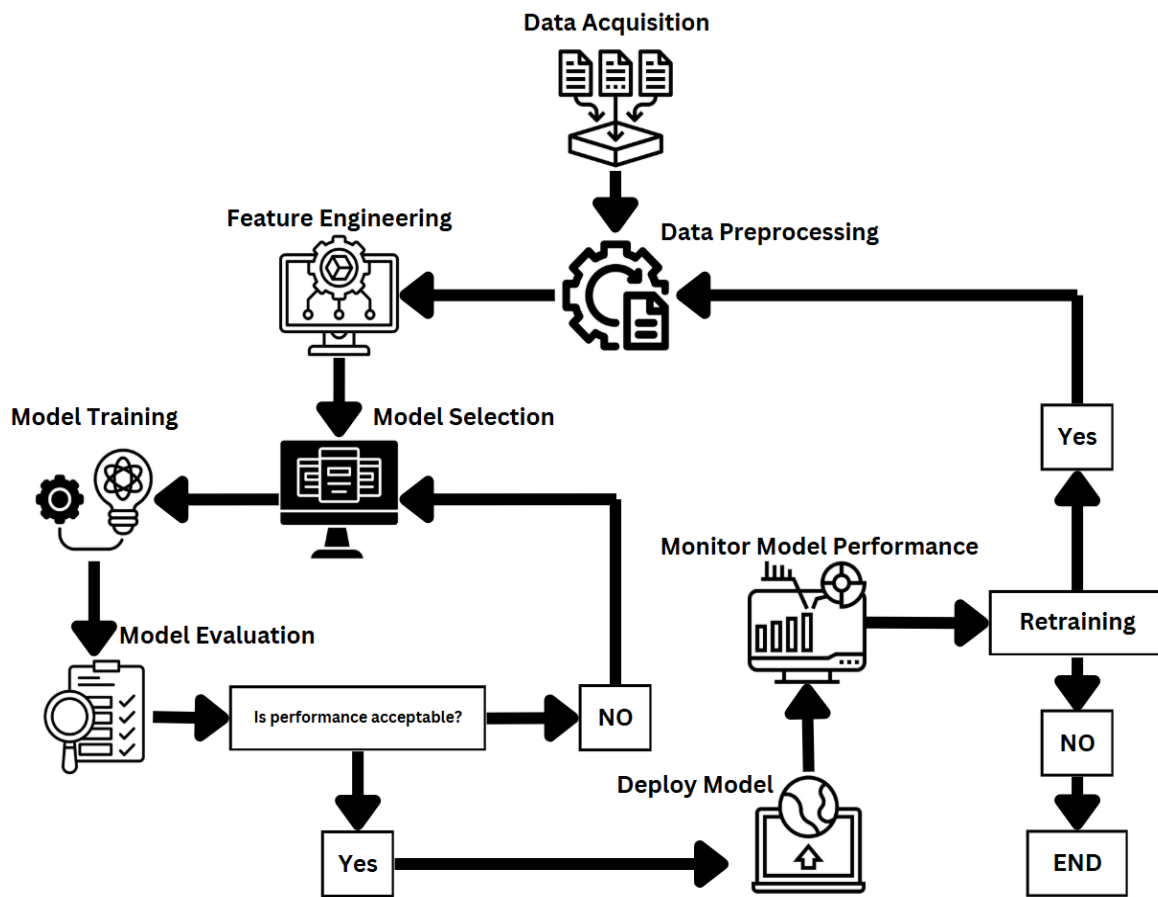 Data Acquisition
Data Preprocessing
Feature Engineering
Model Selection
Model Training
Model Evaluation
Is performance acceptable?
NO
Yes
Deploy Model
Monitor Model Performance
Retraining
Yes
NO
END